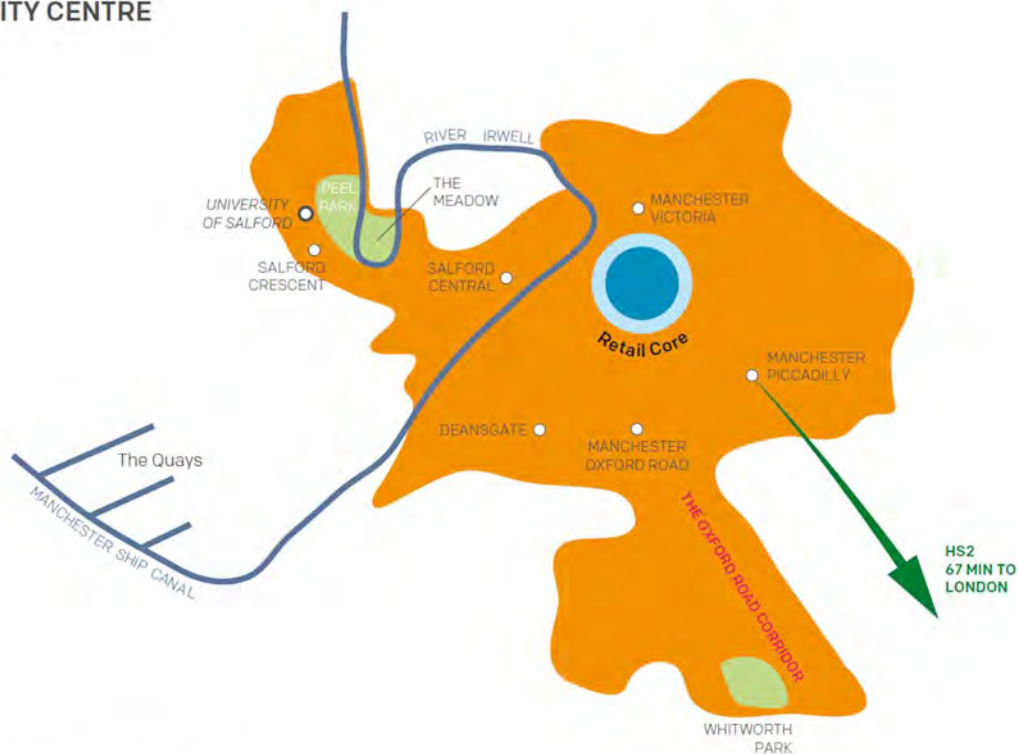 ITY CENTRE
RIVER IRWELL
PEEL
PARK
THE
MEADOW
UNIVERSITY
OF SALFORD
MANCHESTER
VICTORIA
SALFORD
CRESCENT
SALFORD
CENTRAL
Retail Core
MANCHESTER
PICCADILLY
DEANSGATE
MANCHESTER
OXFORD ROAD
The Quays
MANCHESTER SHIP CANAL
THE OXFORD ROAD CORRIDOR
HS2
67 MIN TO
LONDON
WHITWORTH
PARK